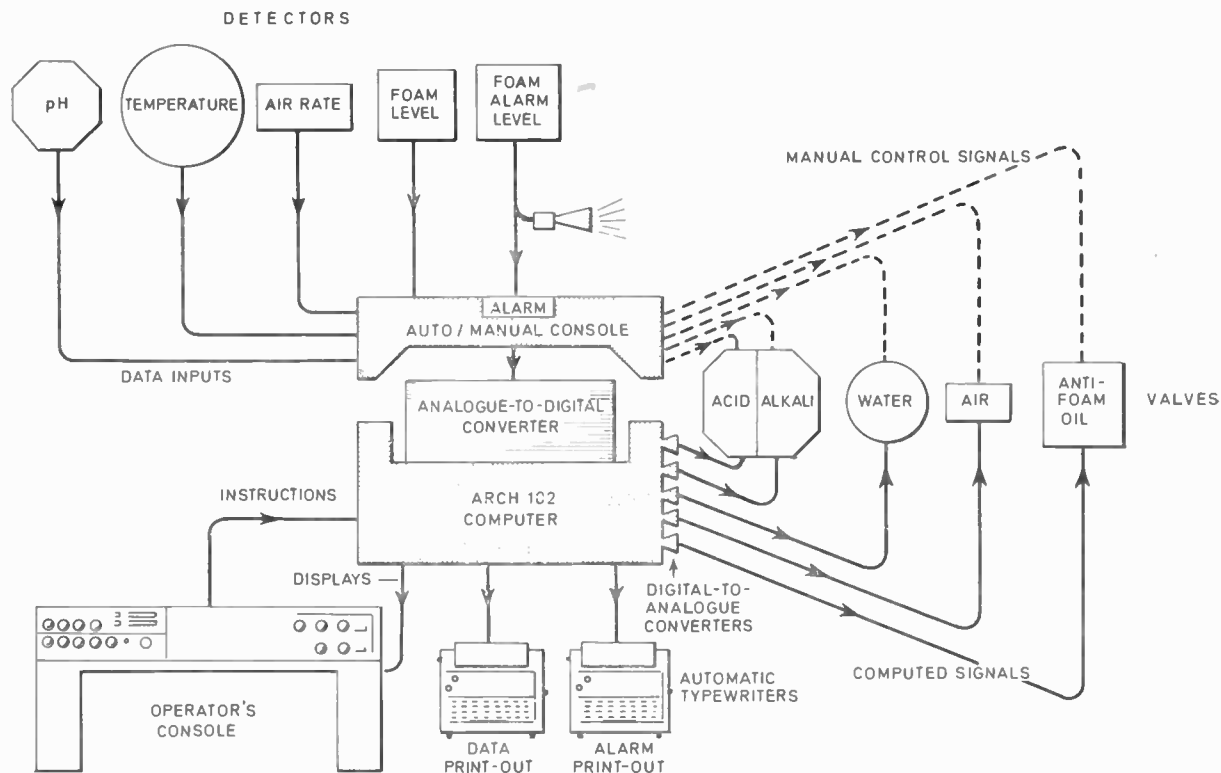 DETECTORS
pH
TEMPERATURE
AIR RATE
FOAM
LEVEL
FOAM
ALARM
LEVEL
MANUAL CONTROL SIGNALS
ALARM
AUTO / MANUAL CONSOLE
DATA INPUTS
ANALOGUE-TO-DIGITAL
CONVERTER
ACID
ALKALI
WATER
AIR
ANTI-
FOAM
OIL
VALVES
INSTRUCTIONS
ARCH 102
COMPUTER
DISPLAYS
DIGITAL-TO-
ANALOGUE
CONVERTERS
COMPUTED SIGNALS
OPERATOR'S
CONSOLE
AUTOMATIC
TYPEWRITERS
DATA
PRINT-OUT
ALARM
PRINT-OUT